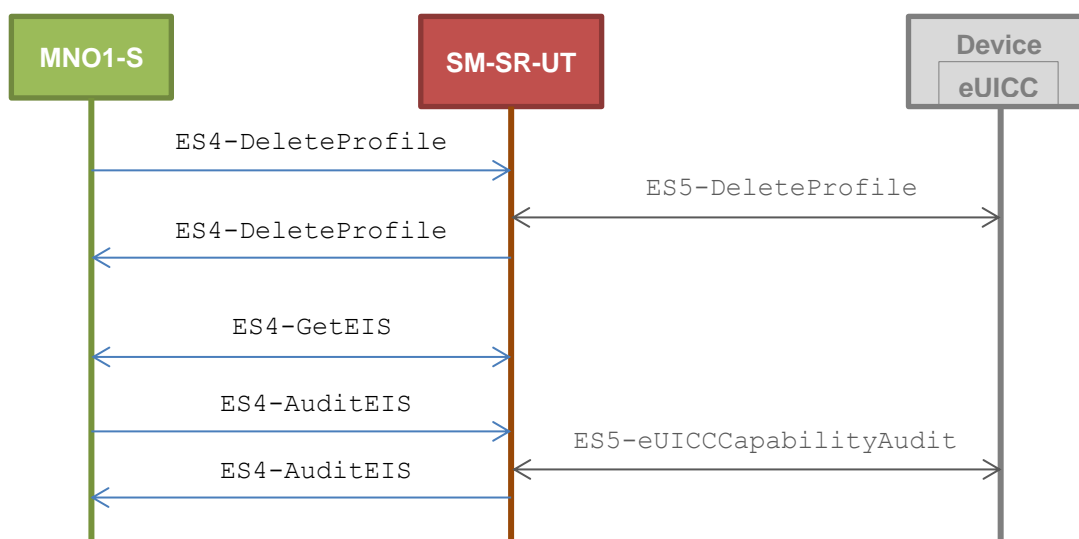 MNO1-S
SM-SR-UT
Device
eUICC
ES4-DeleteProfile
ES5-DeleteProfile
ES4-DeleteProfile
ES4-GetEIS
ES4-AuditEIS
ES5-eUICCCapabilityAudit
ES4-AuditEIS